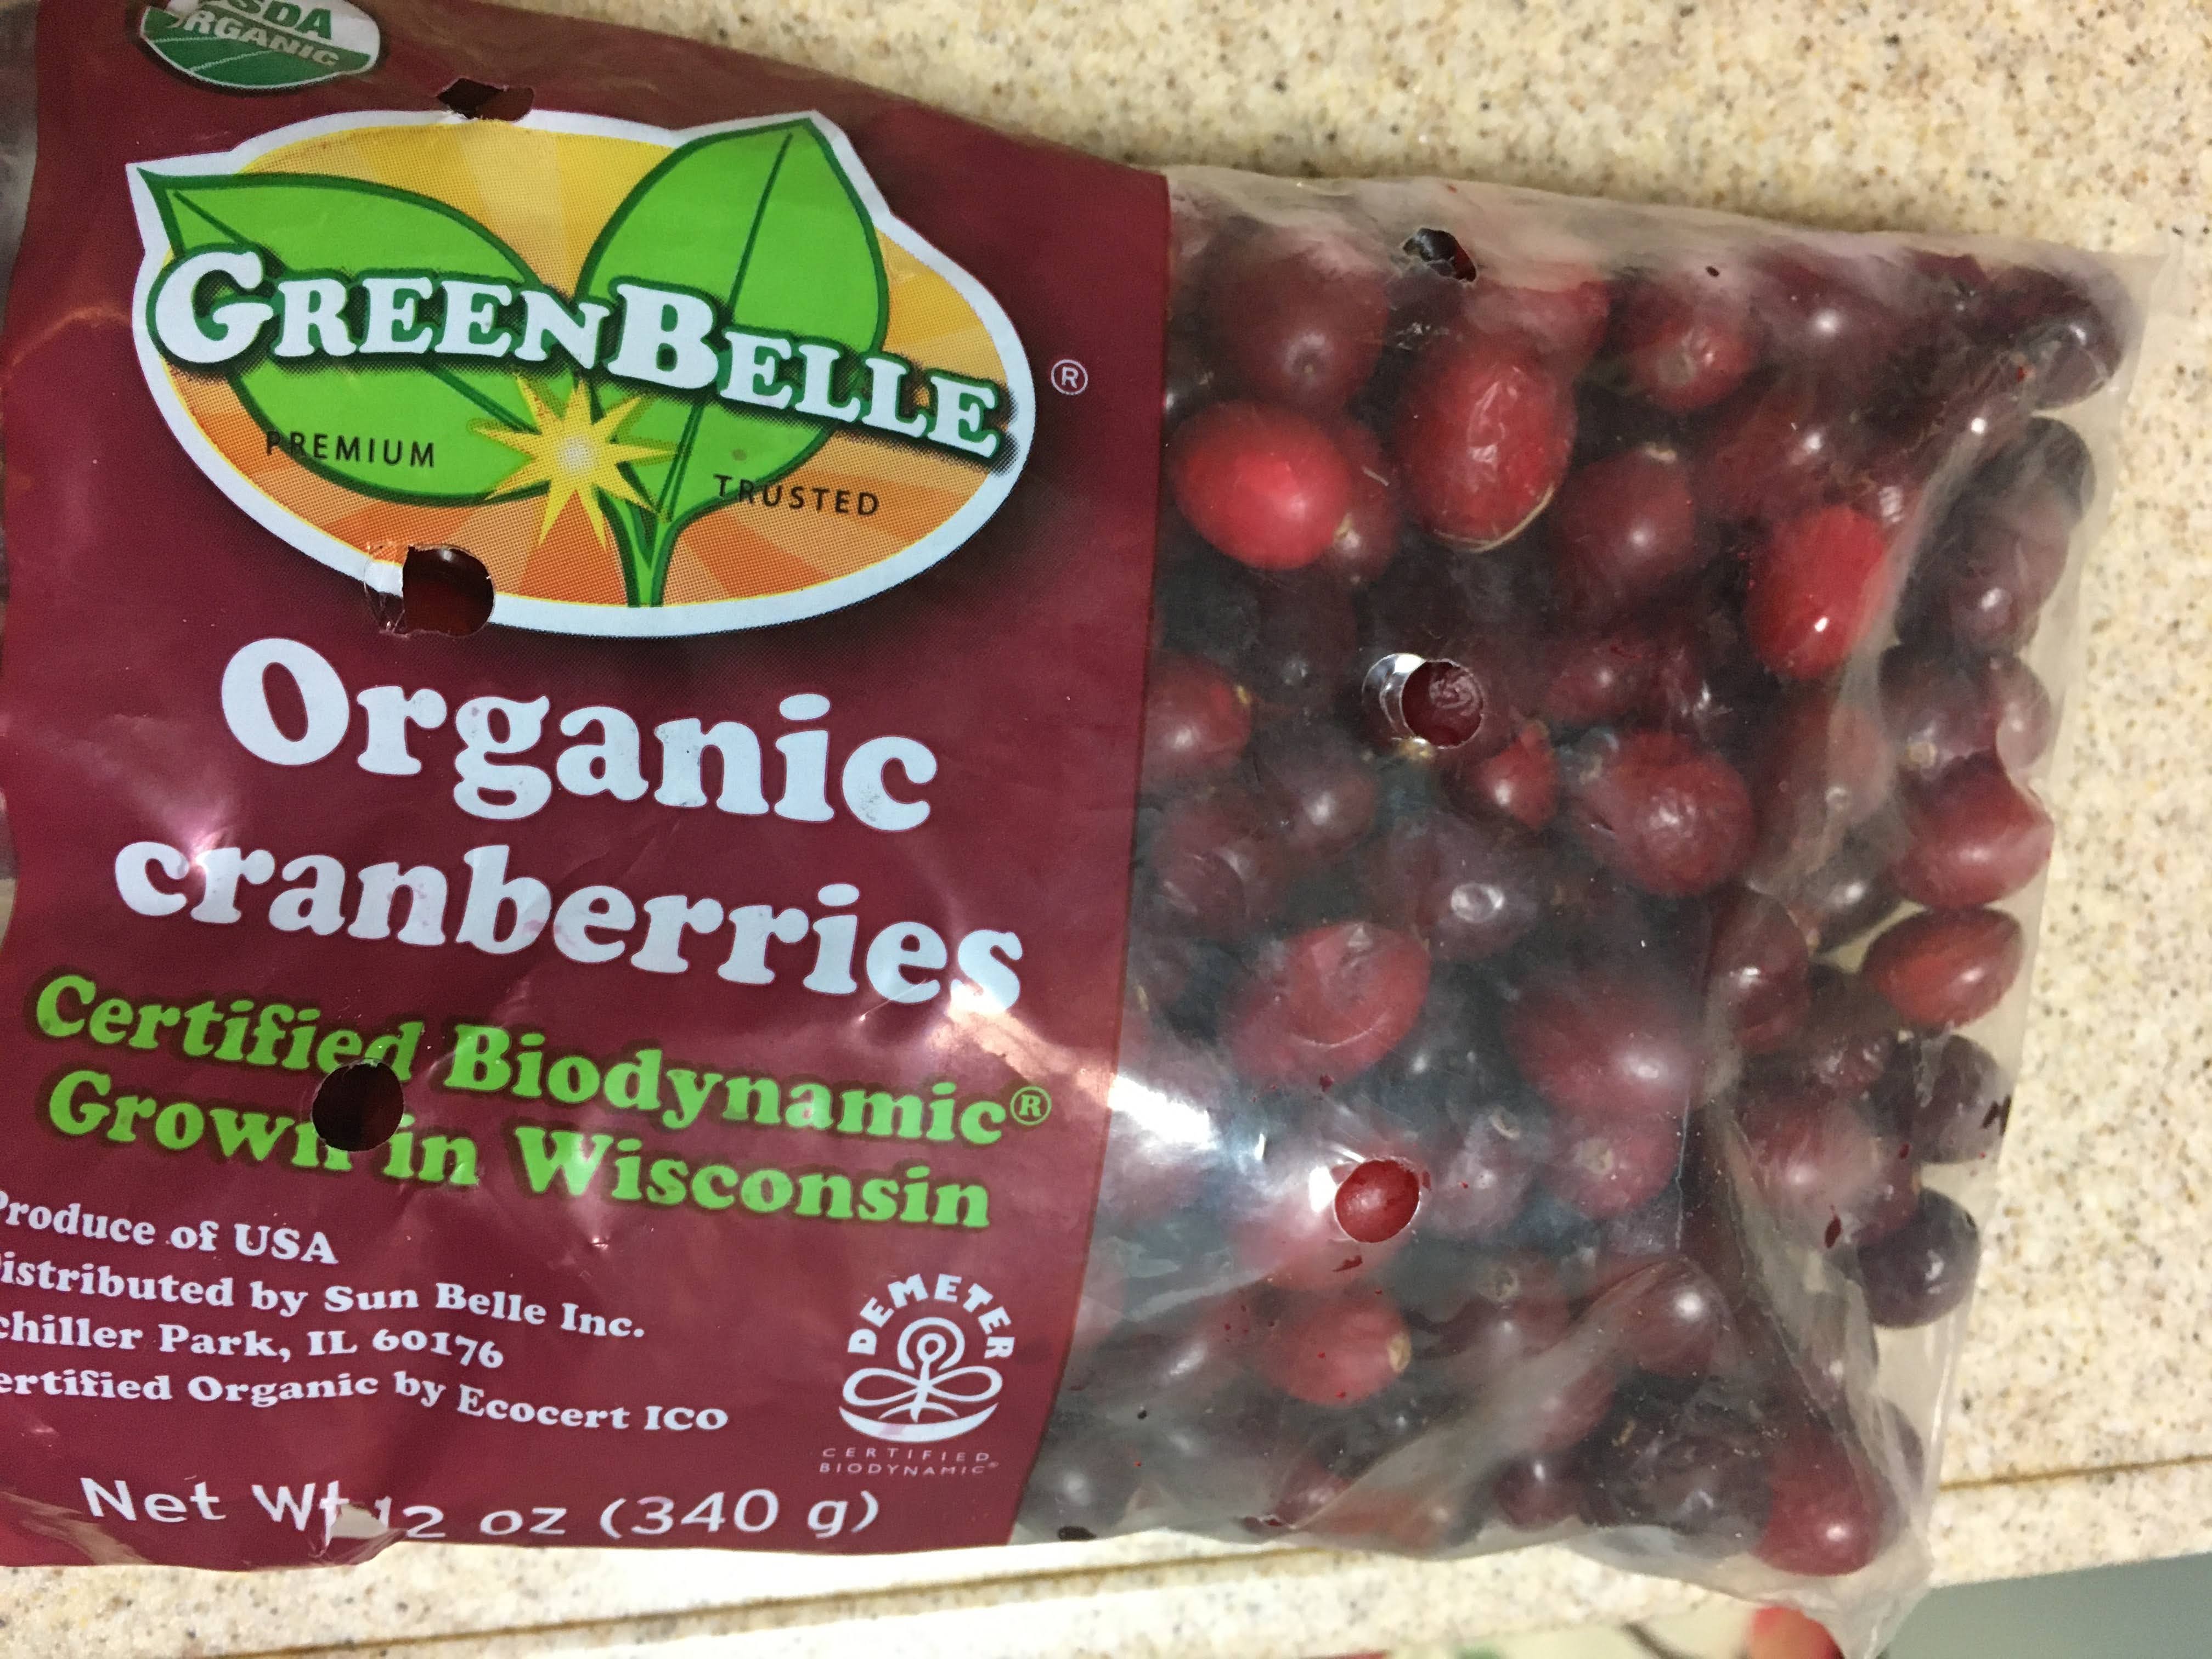 USDA
ORGANIC
GREENBELLE ®
PREMIUM
TRUSTED
Organic
cranberries
Certified Biodynamic®
Grown in Wisconsin
Produce of USA
istributed by Sun Belle Inc.
chiller Park, IL 60176
ertified Organic by Ecocert ICO
DEMETER
CERTIFIED
BIODYNAMIC®
Net Wt 12 oz (340 g)